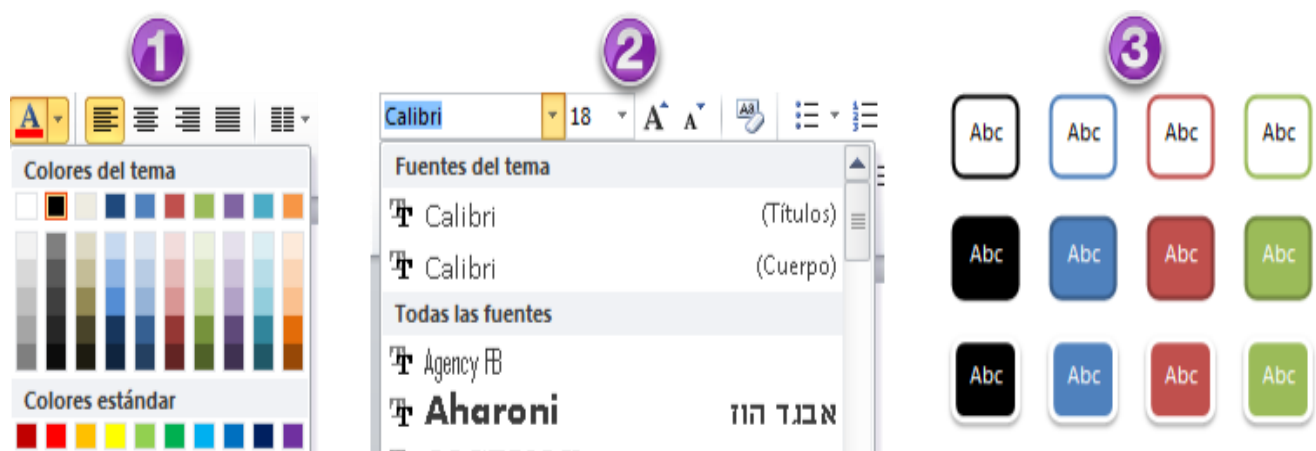 1
A
Colores del tema
Colores estándar
2
Calibri 18 A A Aa
Fuentes del tema
Calibri (Títulos)
Calibri (Cuerpo)
Todas las fuentes
Agency FB
Aharoni אבגד הוז
3
Abc Abc Abc Abc
Abc Abc Abc Abc
Abc Abc Abc Abc